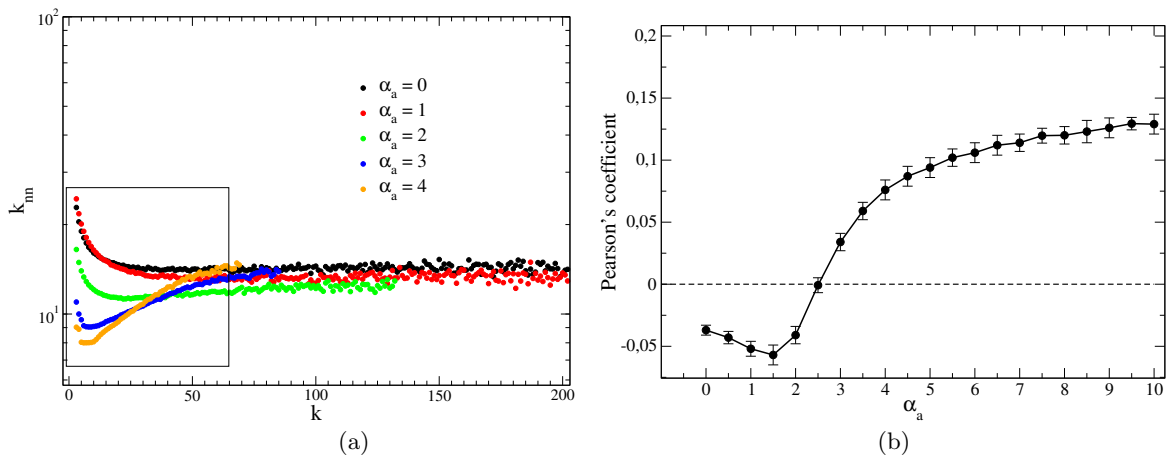 10²
k_nn
10¹
α_a = 0
α_a = 1
α_a = 2
α_a = 3
α_a = 4
0 50 100 150 200
k
(a)
0,2
0,15
0,1
0,05
0
-0,05
Pearson's coefficient
0 1 2 3 4 5 6 7 8 9 10
α_a
(b)